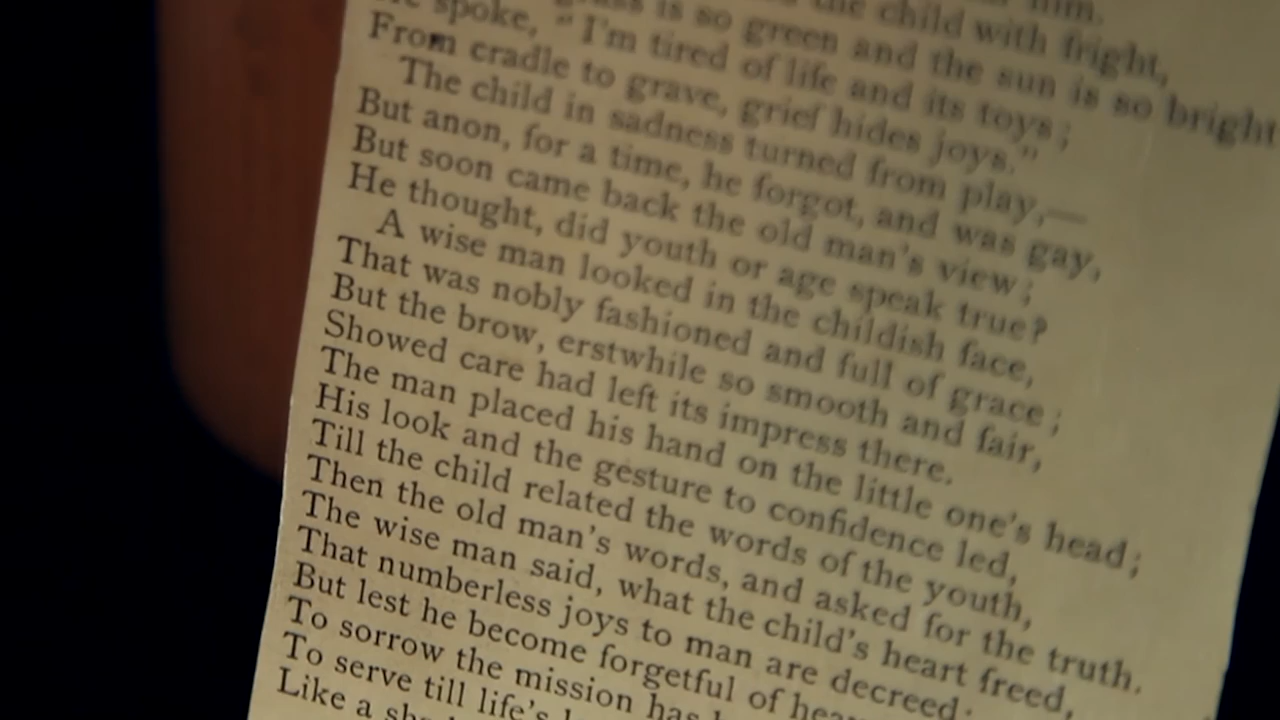 him.
the child with fright,
is so green and the sun is so bright
spoke, "I'm tired of life and its toys;
From cradle to grave, grief hides joys."
The child in sadness turned from play,—
But anon, for a time, he forgot, and was gay,
But soon came back the old man's view;
He thought, did youth or age speak true?
A wise man looked in the childish face,
That was nobly fashioned and full of grace;
But the brow, erstwhile so smooth and fair,
Showed care had left its impress there.
The man placed his hand on the little one's head;
His look and the gesture to confidence led,
Till the child related the words of the youth,
Then the old man's words, and asked for the truth.
The wise man said, what the child's heart freed,
That numberless joys to man are decreed;
But lest he become forgetful of
To sorrow the mission has
To serve till life's
Like a